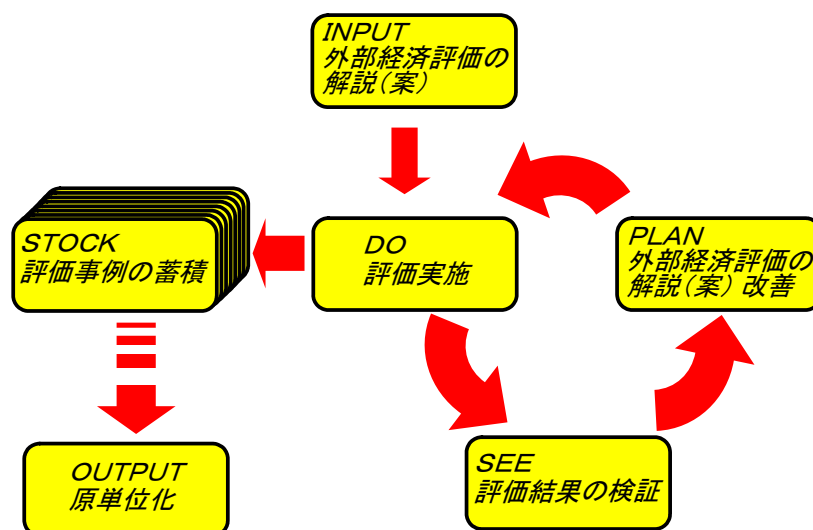 INPUT
外部経済評価の
解説(案)
STOCK
評価事例の蓄積
DO
評価実施
PLAN
外部経済評価の
解説(案)改善
OUTPUT
原単位化
SEE
評価結果の検証